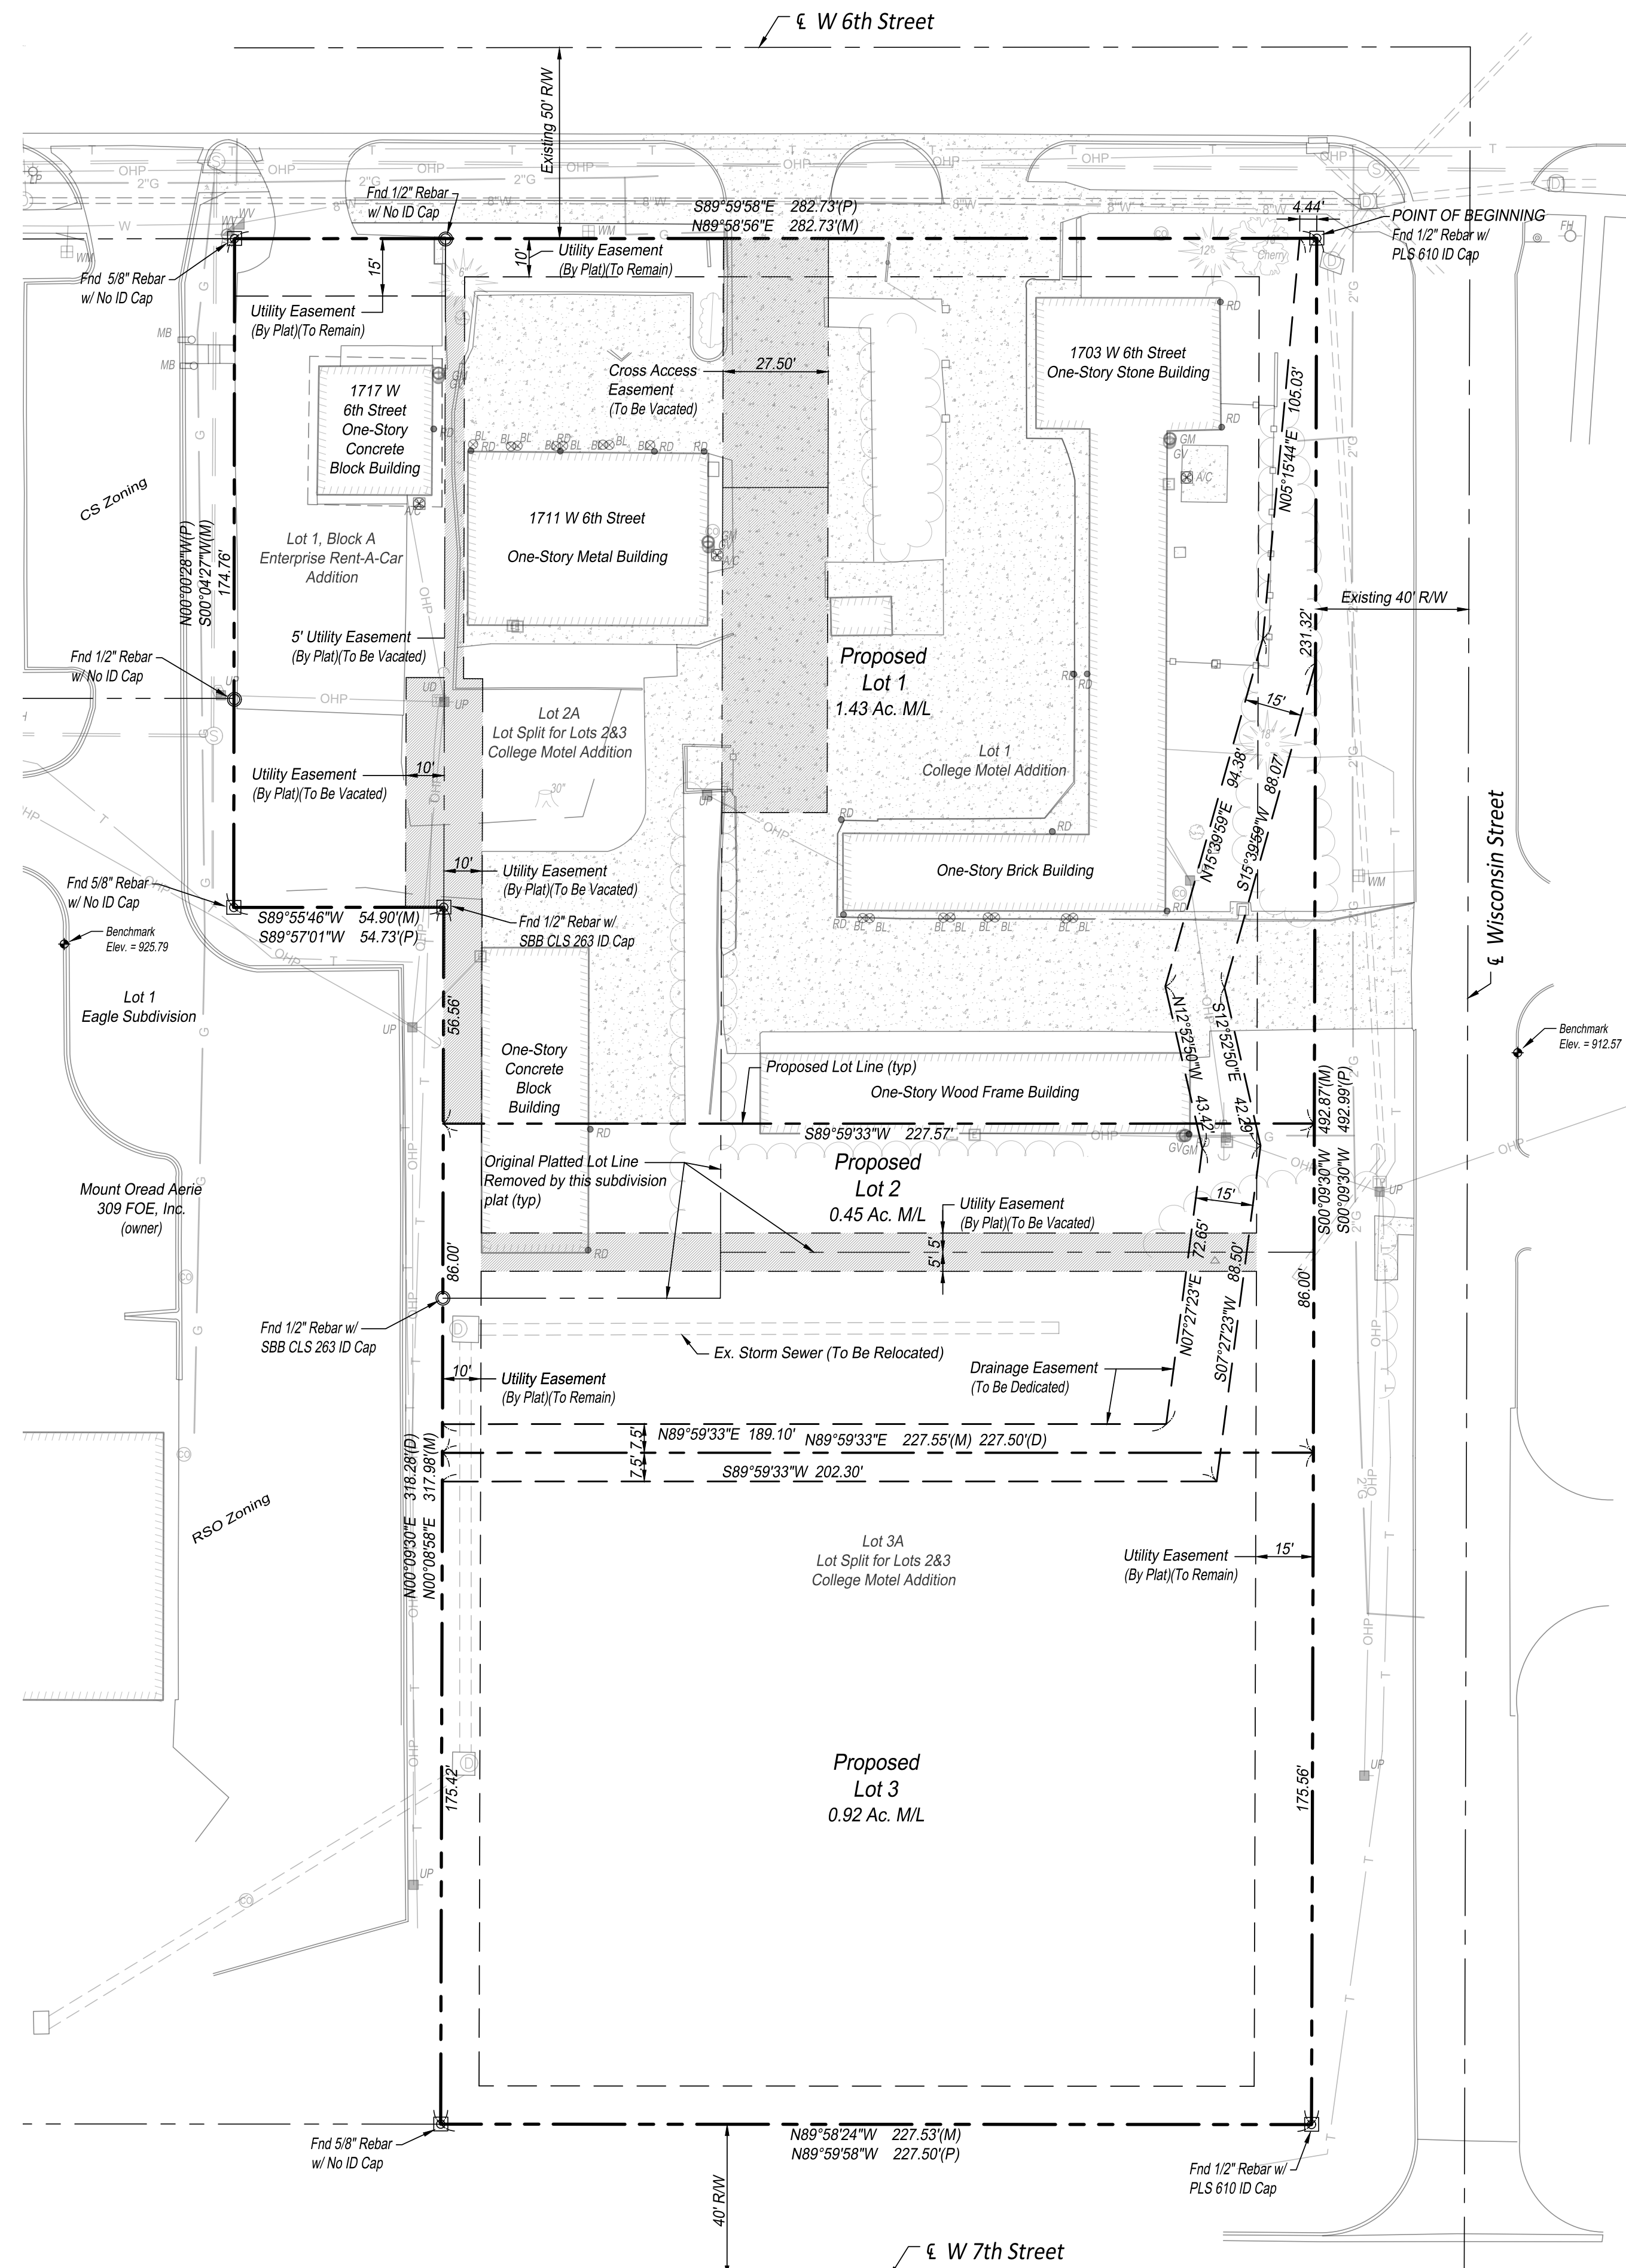 ℄ W 6th Street
Existing 50' R/W
Fnd 1/2" Rebar
w/ No ID Cap
S89°59'58"E 282.73'(P)
N89°58'56"E 282.73'(M)
4.44'
POINT OF BEGINNING
Fnd 1/2" Rebar w/
PLS 610 ID Cap
Fnd 5/8" Rebar
w/ No ID Cap
15'
10'
Utility Easement
(By Plat)(To Remain)
Utility Easement
(By Plat)(To Remain)
Cherry
12"
OHP
2"G
8"W
WV
WM
FH
MB
MB
1717 W
6th Street
One-Story
Concrete
Block Building
Cross Access
Easement
(To Be Vacated)
27.50'
1703 W 6th Street
One-Story Stone Building
N05°15'44"E 105.03'
RD
GM
GV
A/C
BL
CS Zoning
N00°00'28"W(P)
S00°04'27"W(M)
174.76'
Lot 1, Block A
Enterprise Rent-A-Car
Addition
1711 W 6th Street
One-Story Metal Building
Existing 40' R/W
231.32'
5' Utility Easement
(By Plat)(To Be Vacated)
Fnd 1/2" Rebar
w/ No ID Cap
Proposed
Lot 1
1.43 Ac. M/L
15'
UD
UP
Lot 2A
Lot Split for Lots 2&3
College Motel Addition
Lot 1
College Motel Addition
18"
Utility Easement
(By Plat)(To Be Vacated)
10'
30"
N15°39'59"E 94.38'
S15°39'59"W 88.07'
℄ Wisconsin Street
10'
Utility Easement
(By Plat)(To Be Vacated)
One-Story Brick Building
Fnd 5/8" Rebar
w/ No ID Cap
S89°55'46"W 54.90'(M)
S89°57'01"W 54.73'(P)
Fnd 1/2" Rebar w/
SBB CLS 263 ID Cap
Benchmark
Elev. = 925.79
Lot 1
Eagle Subdivision
56.56'
One-Story
Concrete
Block
Building
N12°52'50"W 43.42'
S12°52'50"E 42.29'
Benchmark
Elev. = 912.57
Proposed Lot Line (typ)
One-Story Wood Frame Building
S89°59'33"W 227.57'
S00°09'30"W 492.87'(M)
S00°09'30"W 492.99'(P)
Original Platted Lot Line
Removed by this subdivision
plat (typ)
Proposed
Lot 2
0.45 Ac. M/L
Mount Oread Aerie
309 FOE, Inc.
(owner)
Utility Easement
(By Plat)(To Be Vacated)
15'
5'
5'
86.00'
N07°27'23"E 72.65'
S07°27'23"W 88.50'
86.00'
Fnd 1/2" Rebar w/
SBB CLS 263 ID Cap
Ex. Storm Sewer (To Be Relocated)
10'
Utility Easement
(By Plat)(To Remain)
Drainage Easement
(To Be Dedicated)
7.5'
7.5'
N89°59'33"E 189.10'
N89°59'33"E 227.55'(M) 227.50'(D)
S89°59'33"W 202.30'
N00°09'30"E 318.28'(D)
N00°08'58"E 317.98'(M)
RSO Zoning
Lot 3A
Lot Split for Lots 2&3
College Motel Addition
Utility Easement
(By Plat)(To Remain)
15'
Proposed
Lot 3
0.92 Ac. M/L
175.42'
175.56'
UP
UP
N89°58'24"W 227.53'(M)
N89°59'58"W 227.50'(P)
Fnd 5/8" Rebar
w/ No ID Cap
Fnd 1/2" Rebar w/
PLS 610 ID Cap
40' R/W
℄ W 7th Street